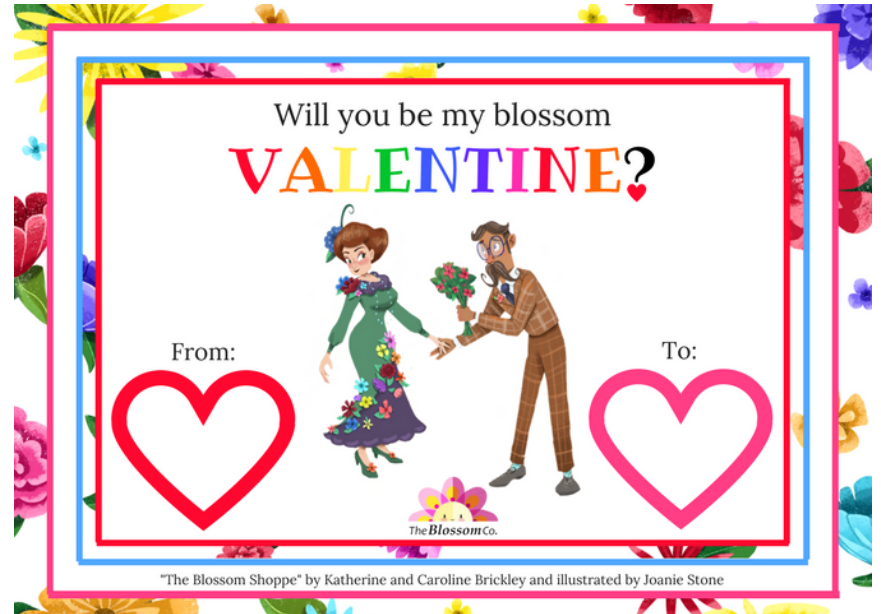 Will you be my blossom
VALENTINE?
From:
To:
The Blossom Co.
"The Blossom Shoppe" by Katherine and Caroline Brickley and illustrated by Joanie Stone